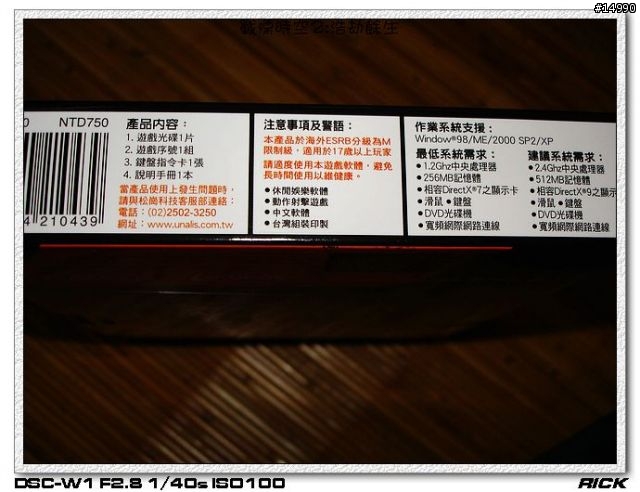 #14990
NTD750
4 210439
產品內容：
1. 遊戲光碟1片
2. 遊戲序號1組
3. 鍵盤指令卡1張
4. 說明手冊1本
當產品使用上發生問題時，
請與松崗科技客服部連絡：
電話：(02)2502-3250
網址：www.unalis.com.tw
注意事項及警語：
本產品於海外ESRB分級為M
限制級，適用於17歲以上玩家
請適度使用本遊戲軟體，避免
長時間使用以維健康。
●休閒娛樂軟體
●動作射擊遊戲
●中文軟體
●台灣組裝印製
作業系統支援：
Window®98/ME/2000 SP2/XP
最低系統需求：
●1.2Ghz中央處理器
●256MB記憶體
●相容DirectX®7之顯示卡
●滑鼠●鍵盤
●DVD光碟機
●寬頻網際網路連線
建議系統需求：
●2.4Ghz中央處理器
●512MB記憶體
●相容DirectX®9之顯示
●滑鼠●鍵盤
●DVD光碟機
●寬頻網際網路連線
DSC-W1 F2.8 1/40s ISO100
RICK